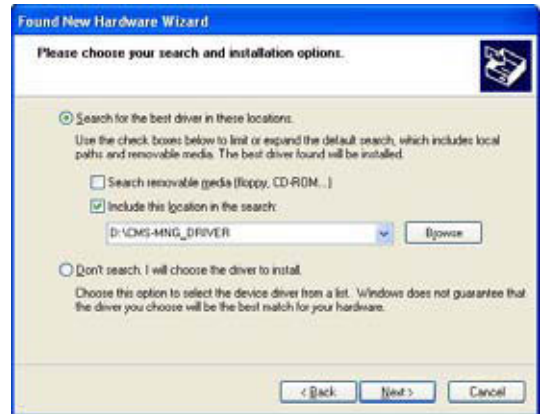 Found New Hardware Wizard
Please choose your search and installation options.
Search for the best driver in these locations.
Use the check boxes below to limit or expand the default search, which includes local
paths and removable media. The best driver found will be installed.
Search removable media (floppy, CD-ROM...)
Include this location in the search:
D:\CMS-MNG_DRIVER
Browse
Don't search. I will choose the driver to install.
Choose this option to select the device driver from a list. Windows does not guarantee that
the driver you choose will be the best match for your hardware.
< Back
Next >
Cancel